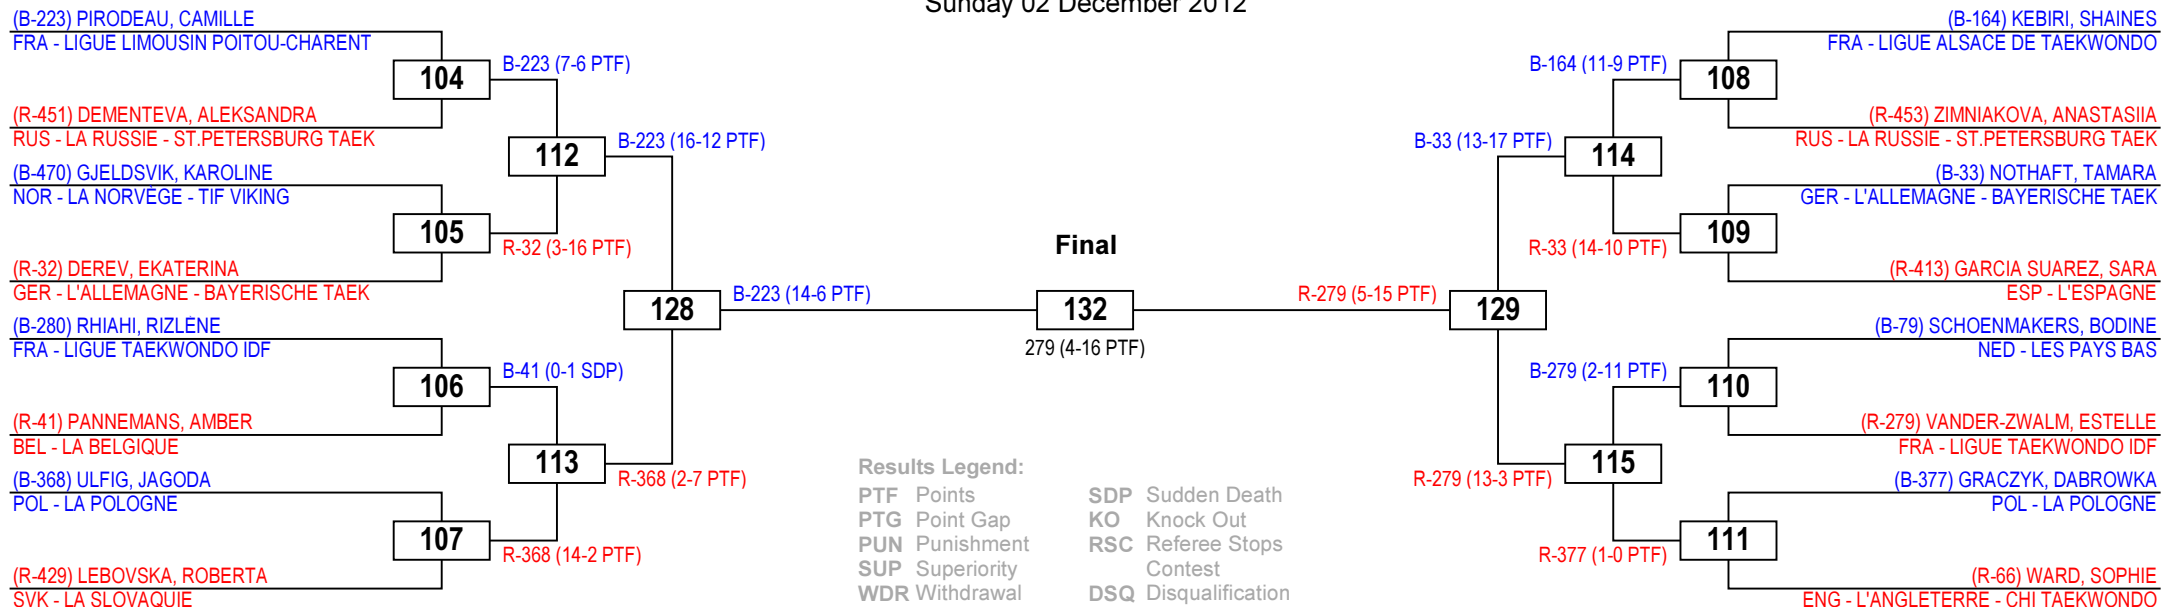 Sunday 02 December 2012
(B-223) PIRODEAU, CAMILLE
FRA - LIGUE LIMOUSIN POITOU-CHARENT
104
B-223 (7-6 PTF)
(R-451) DEMENTEVA, ALEKSANDRA
RUS - LA RUSSIE - ST.PETERSBURG TAEK
112
B-223 (16-12 PTF)
(B-470) GJELDSVIK, KAROLINE
NOR - LA NORVÈGE - TIF VIKING
105
R-32 (3-16 PTF)
(R-32) DEREV, EKATERINA
GER - L'ALLEMAGNE - BAYERISCHE TAEK
128
B-223 (14-6 PTF)
(B-280) RHIAHI, RIZLÈNE
FRA - LIGUE TAEKWONDO IDF
106
B-41 (0-1 SDP)
(R-41) PANNEMANS, AMBER
BEL - LA BELGIQUE
113
R-368 (2-7 PTF)
(B-368) ULFIG, JAGODA
POL - LA POLOGNE
107
R-368 (14-2 PTF)
(R-429) LEBOVSKA, ROBERTA
SVK - LA SLOVAQUIE
Final
132
279 (4-16 PTF)
Results Legend:
PTF Points
PTG Point Gap
PUN Punishment
SUP Superiority
WDR Withdrawal
SDP Sudden Death
KO Knock Out
RSC Referee Stops
Contest
DSQ Disqualification
(B-164) KEBIRI, SHAINES
FRA - LIGUE ALSACE DE TAEKWONDO
B-164 (11-9 PTF)
108
(R-453) ZIMNIAKOVA, ANASTASIIA
RUS - LA RUSSIE - ST.PETERSBURG TAEK
B-33 (13-17 PTF)
114
(B-33) NOTHAFT, TAMARA
GER - L'ALLEMAGNE - BAYERISCHE TAEK
R-33 (14-10 PTF)
109
(R-413) GARCIA SUAREZ, SARA
ESP - L'ESPAGNE
R-279 (5-15 PTF)
129
(B-79) SCHOENMAKERS, BODINE
NED - LES PAYS BAS
B-279 (2-11 PTF)
110
(R-279) VANDER-ZWALM, ESTELLE
FRA - LIGUE TAEKWONDO IDF
R-279 (13-3 PTF)
115
(B-377) GRACZYK, DABROWKA
POL - LA POLOGNE
R-377 (1-0 PTF)
111
(R-66) WARD, SOPHIE
ENG - L'ANGLETERRE - CHI TAEKWONDO